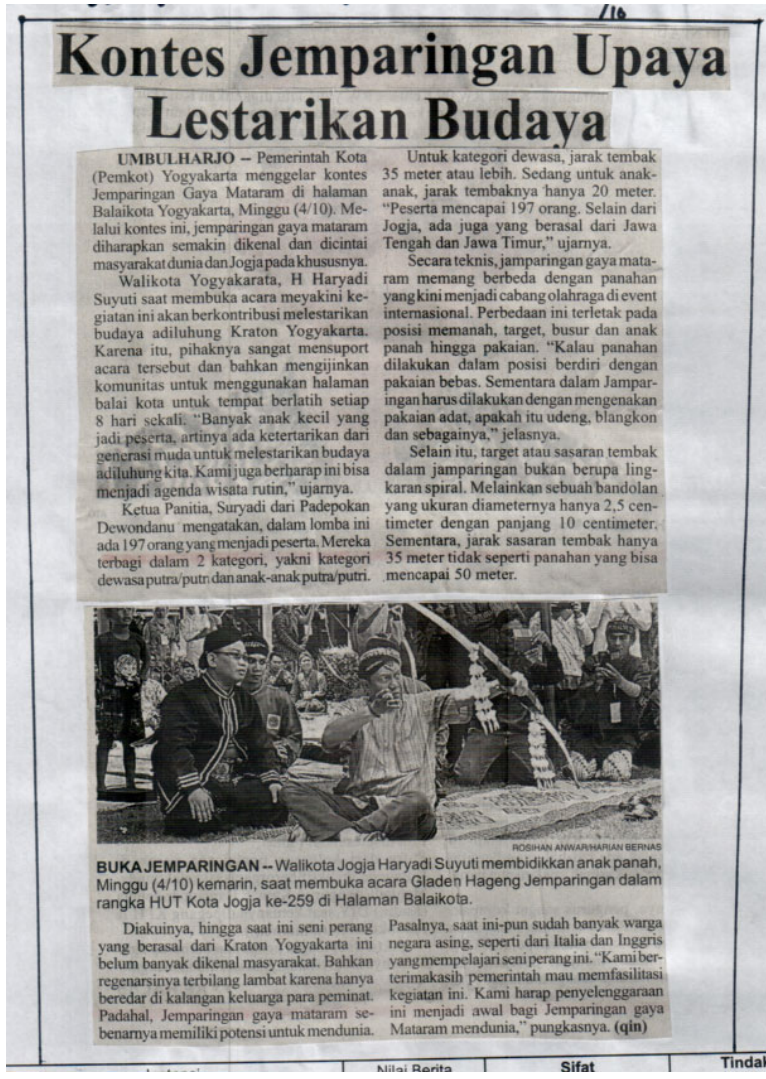 /16
Kontes Jemparingan Upaya
Lestarikan Budaya
UMBULHARJO -- Pemerintah Kota
(Pemkot) Yogyakarta menggelar kontes
Jemparingan Gaya Mataram di halaman
Balaikota Yogyakarta, Minggu (4/10). Me-
lalui kontes ini, jemparingan gaya mataram
diharapkan semakin dikenal dan dicintai
masyarakat dunia dan Jogja pada khususnya.
Walikota Yogyakarata, H Haryadi
Suyuti saat membuka acara meyakini ke-
giatan ini akan berkontribusi melestarikan
budaya adiluhung Kraton Yogyakarta.
Karena itu, pihaknya sangat mensuport
acara tersebut dan bahkan mengijinkan
komunitas untuk menggunakan halaman
balai kota untuk tempat berlatih setiap
8 hari sekali. “Banyak anak kecil yang
jadi peserta, artinya ada ketertarikan dari
generasi muda untuk melestarikan budaya
adiluhung kita. Kami juga berharap ini bisa
menjadi agenda wisata rutin,” ujarnya.
Ketua Panitia, Suryadi dari Padepokan
Dewondanu mengatakan, dalam lomba ini
ada 197 orang yang menjadi peserta. Mereka
terbagi dalam 2 kategori, yakni kategori
dewasa putra/putri dan anak-anak putra/putri.
Untuk kategori dewasa, jarak tembak
35 meter atau lebih. Sedang untuk anak-
anak, jarak tembaknya hanya 20 meter.
“Peserta mencapai 197 orang. Selain dari
Jogja, ada juga yang berasal dari Jawa
Tengah dan Jawa Timur,” ujarnya.
Secara teknis, jamparingan gaya mata-
ram memang berbeda dengan panahan
yang kini menjadi cabang olahraga di event
internasional. Perbedaan ini terletak pada
posisi memanah, target, busur dan anak
panah hingga pakaian. “Kalau panahan
dilakukan dalam posisi berdiri dengan
pakaian bebas. Sementara dalam Jampar-
ingan harus dilakukan dengan mengenakan
pakaian adat, apakah itu udeng, blangkon
dan sebagainya,” jelasnya.
Selain itu, target atau sasaran tembak
dalam jamparingan bukan berupa ling-
karan spiral. Melainkan sebuah bandolan
yang ukuran diameternya hanya 2,5 cen-
timeter dengan panjang 10 centimeter.
Sementara, jarak sasaran tembak hanya
35 meter tidak seperti panahan yang bisa
mencapai 50 meter.
ROSIHAN ANWAR/HARIAN BERNAS
BUKA JEMPARINGAN -- Walikota Jogja Haryadi Suyuti membidikkan anak panah,
Minggu (4/10) kemarin, saat membuka acara Gladen Hageng Jemparingan dalam
rangka HUT Kota Jogja ke-259 di Halaman Balaikota.
Diakuinya, hingga saat ini seni perang
yang berasal dari Kraton Yogyakarta ini
belum banyak dikenal masyarakat. Bahkan
regenarsinya terbilang lambat karena hanya
beredar di kalangan keluarga para peminat.
Padahal, Jemparingan gaya mataram se-
benarnya memiliki potensi untuk mendunia.
Pasalnya, saat ini-pun sudah banyak warga
negara asing, seperti dari Italia dan Inggris
yang mempelajari seni perang ini. “Kami ber-
terimakasih pemerintah mau memfasilitasi
kegiatan ini. Kami harap penyelenggaraan
ini menjadi awal bagi Jemparingan gaya
Mataram mendunia,” pungkasnya. (qin)
Nilai Berita
Sifat
Tindak